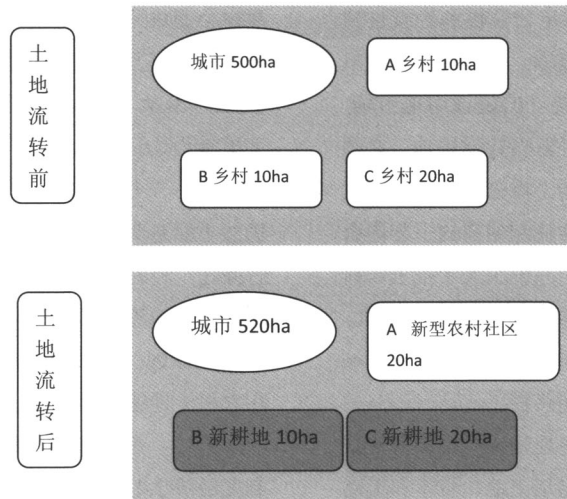 土
地
流
转
前
城市 500ha
A 乡村 10ha
B 乡村 10ha
C 乡村 20ha
土
地
流
转
后
城市 520ha
A 新型农村社区
20ha
B 新耕地 10ha
C 新耕地 20ha